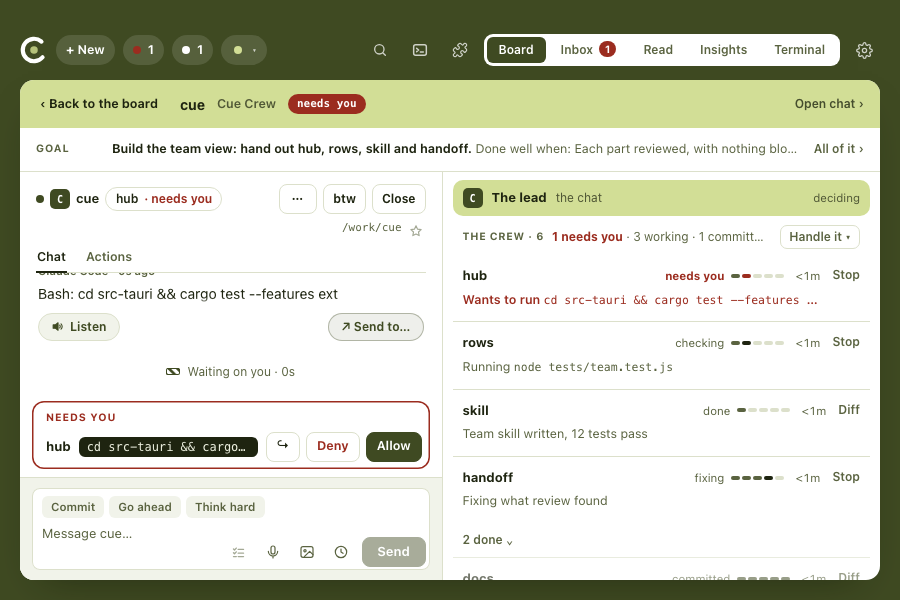 + New 1 1 Board Inbox 1 Read Insights Terminal
‹ Back to the board cue Cue Crew needs you Open chat ›
GOAL Build the team view: hand out hub, rows, skill and handoff. Done well when: Each part reviewed, with nothing blo... All of it ›
C cue hub · needs you ... btw Close
/work/cue
Chat Actions
Bash: cd src-tauri && cargo test --features ext
Listen Send to...
Waiting on you · 0s
NEEDS YOU
hub cd src-tauri && cargo… Deny Allow
Commit Go ahead Think hard
Message cue...
Send
C The lead the chat deciding
THE CREW · 6 1 needs you · 3 working · 1 committ... Handle it
hub needs you <1m Stop
Wants to run cd src-tauri && cargo test --features ...
rows checking <1m Stop
Running node tests/team.test.js
skill done <1m Diff
Team skill written, 12 tests pass
handoff fixing <1m Stop
Fixing what review found
2 done
docs committed <1m Diff